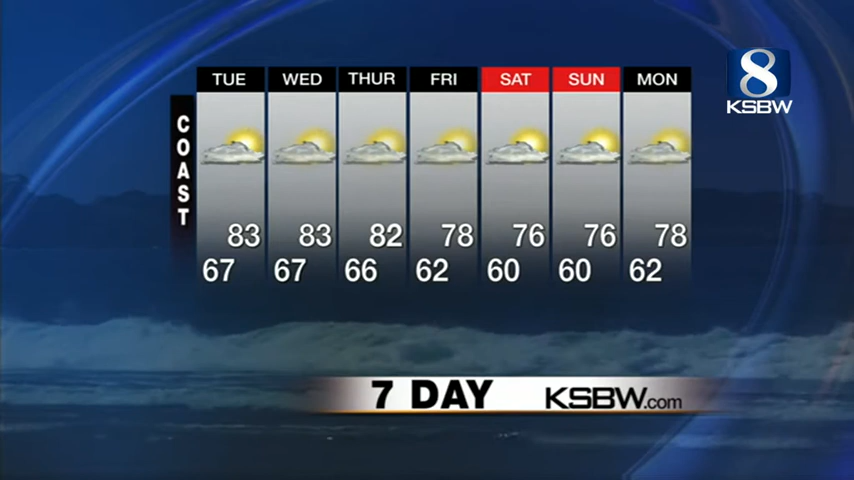 TUE WED THUR FRI SAT SUN MON
COAST
83 83 82 78 76 76 78
67 67 66 62 60 60 62
8
KSBW
7 DAY KSBW.com